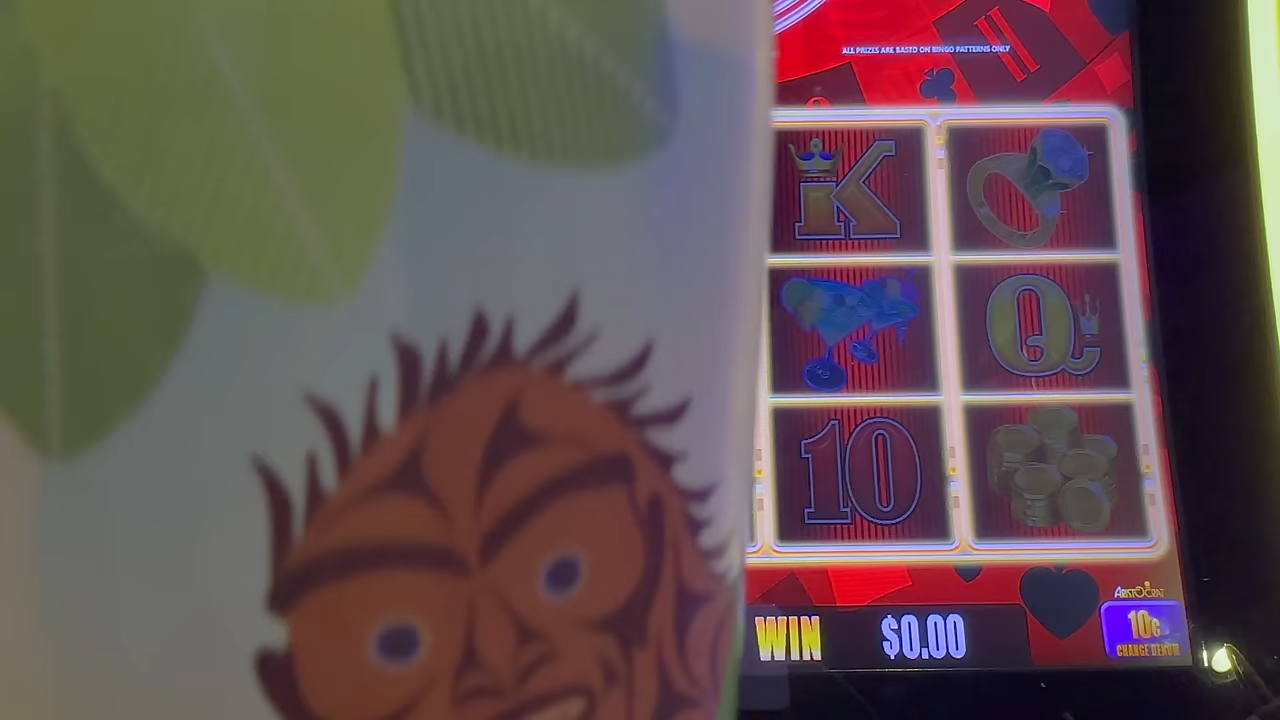 ALL PRIZES ARE BASED ON BINGO PATTERNS ONLY
K
Q
10
ARISTOCRAT
WIN $0.00
10¢
CHANGE DENOM